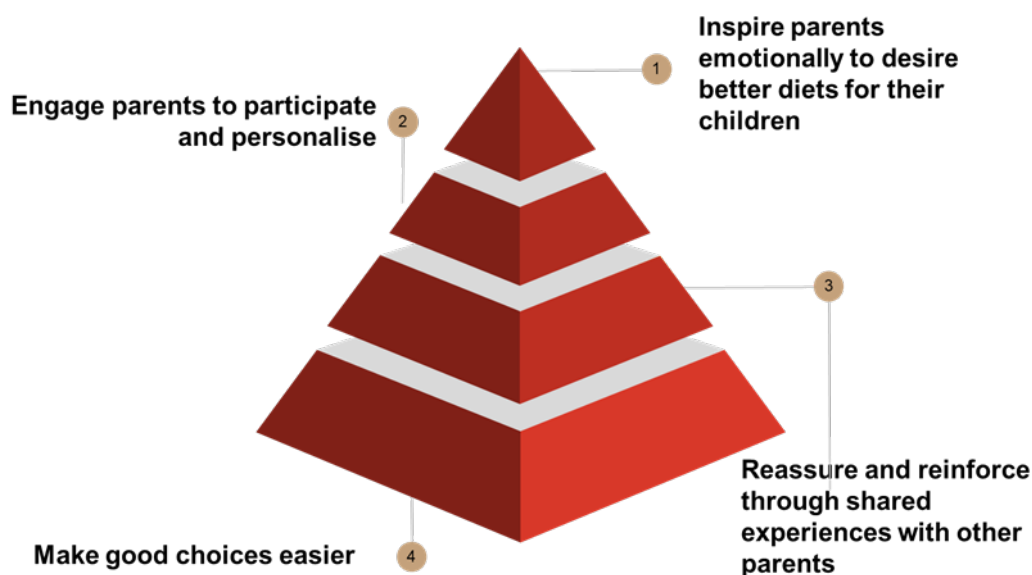 1
Inspire parents
emotionally to desire
better diets for their
children
Engage parents to participate
and personalise
2
3
Reassure and reinforce
through shared
experiences with other
parents
Make good choices easier
4